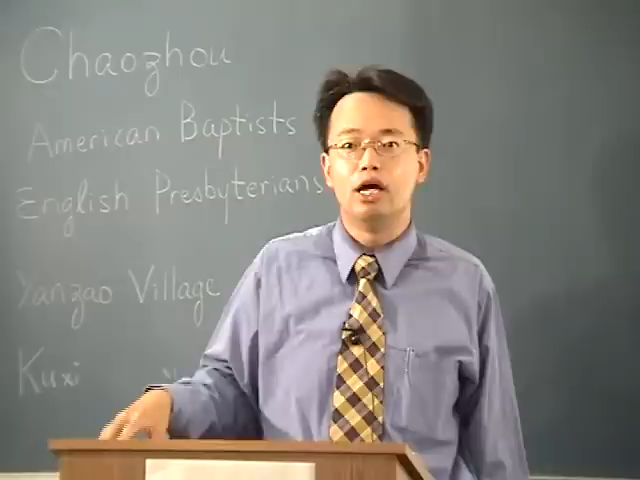 Chaozhou
American Baptists
English Presbyterians
Yanzao Village
Kuxi